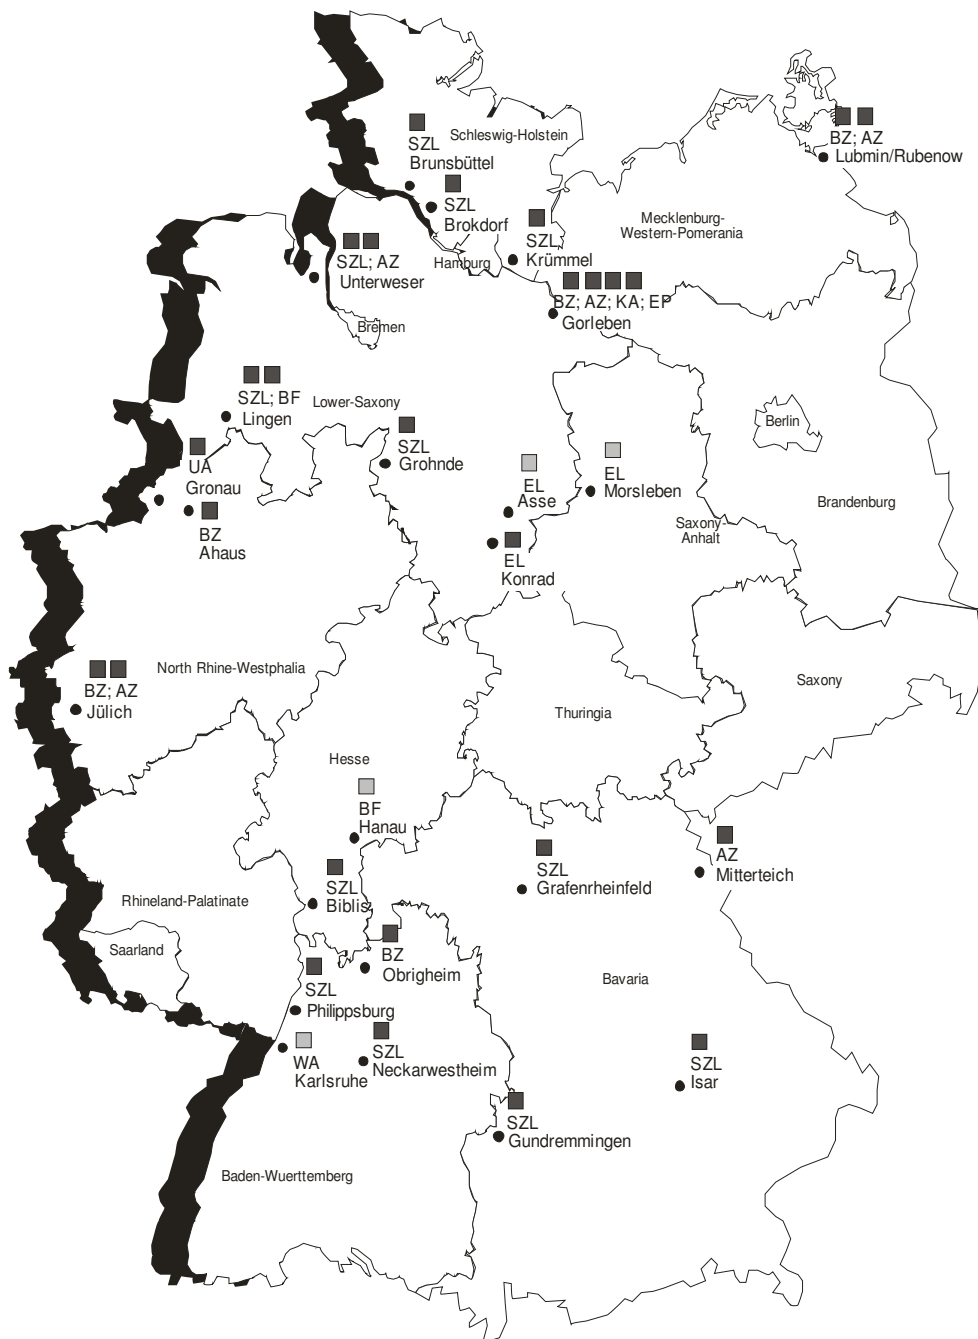 SZL
Brunsbüttel
Schleswig-Holstein
BZ; AZ
Lubmin/Rubenow
SZL
Brokdorf
Mecklenburg-
Western-Pomerania
SZL
Krümmel
Hamburg
SZL; AZ
Unterweser
BZ; AZ; KA; EP
Gorleben
Bremen
SZL; BF
Lingen
Lower-Saxony
Berlin
SZL
Grohnde
UA
Gronau
EL
Asse
EL
Morsleben
Brandenburg
BZ
Ahaus
Saxony-
Anhalt
EL
Konrad
North Rhine-Westphalia
BZ; AZ
Jülich
Saxony
Thuringia
Hesse
BF
Hanau
AZ
Mitterteich
SZL
Grafenrheinfeld
SZL
Biblis
Rhineland-Palatinate
Saarland
BZ
Obrigheim
Bavaria
SZL
Philippsburg
SZL
Neckarwestheim
WA
Karlsruhe
SZL
Isar
SZL
Gundremmingen
Baden-Wuerttemberg